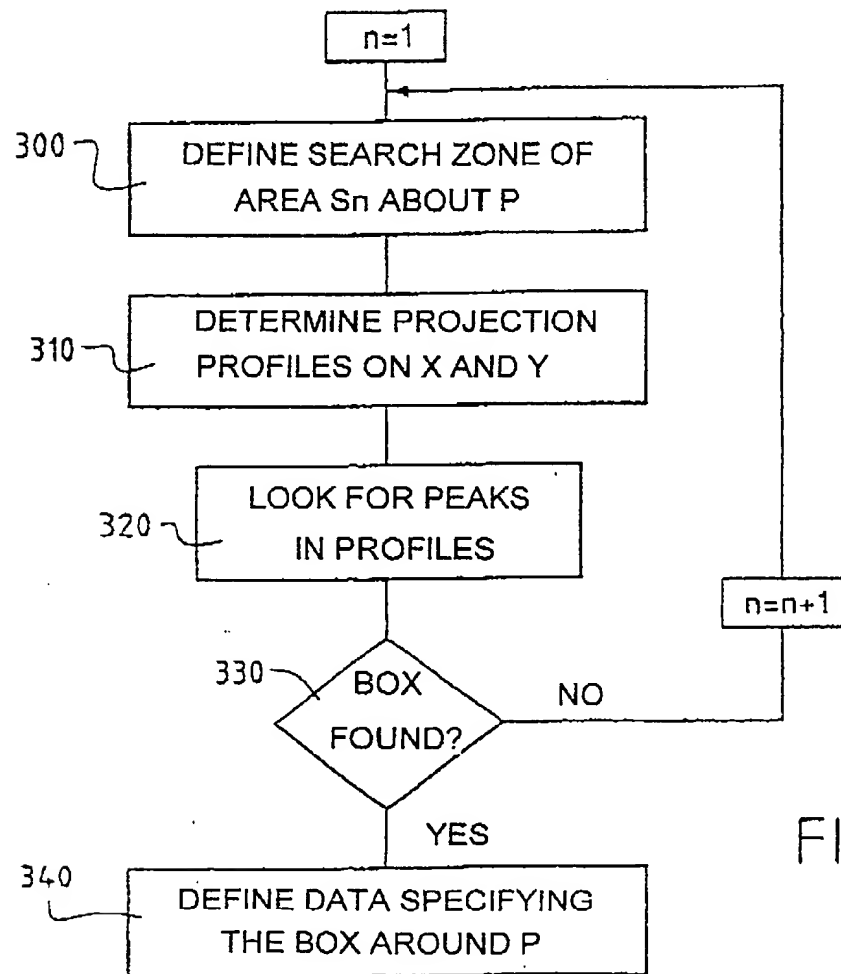 n=1
300
DEFINE SEARCH ZONE OF
AREA Sn ABOUT P
310
DETERMINE PROJECTION
PROFILES ON X AND Y
320
LOOK FOR PEAKS
IN PROFILES
n=n+1
330
BOX
FOUND?
NO
YES
FI
340
DEFINE DATA SPECIFYING
THE BOX AROUND P